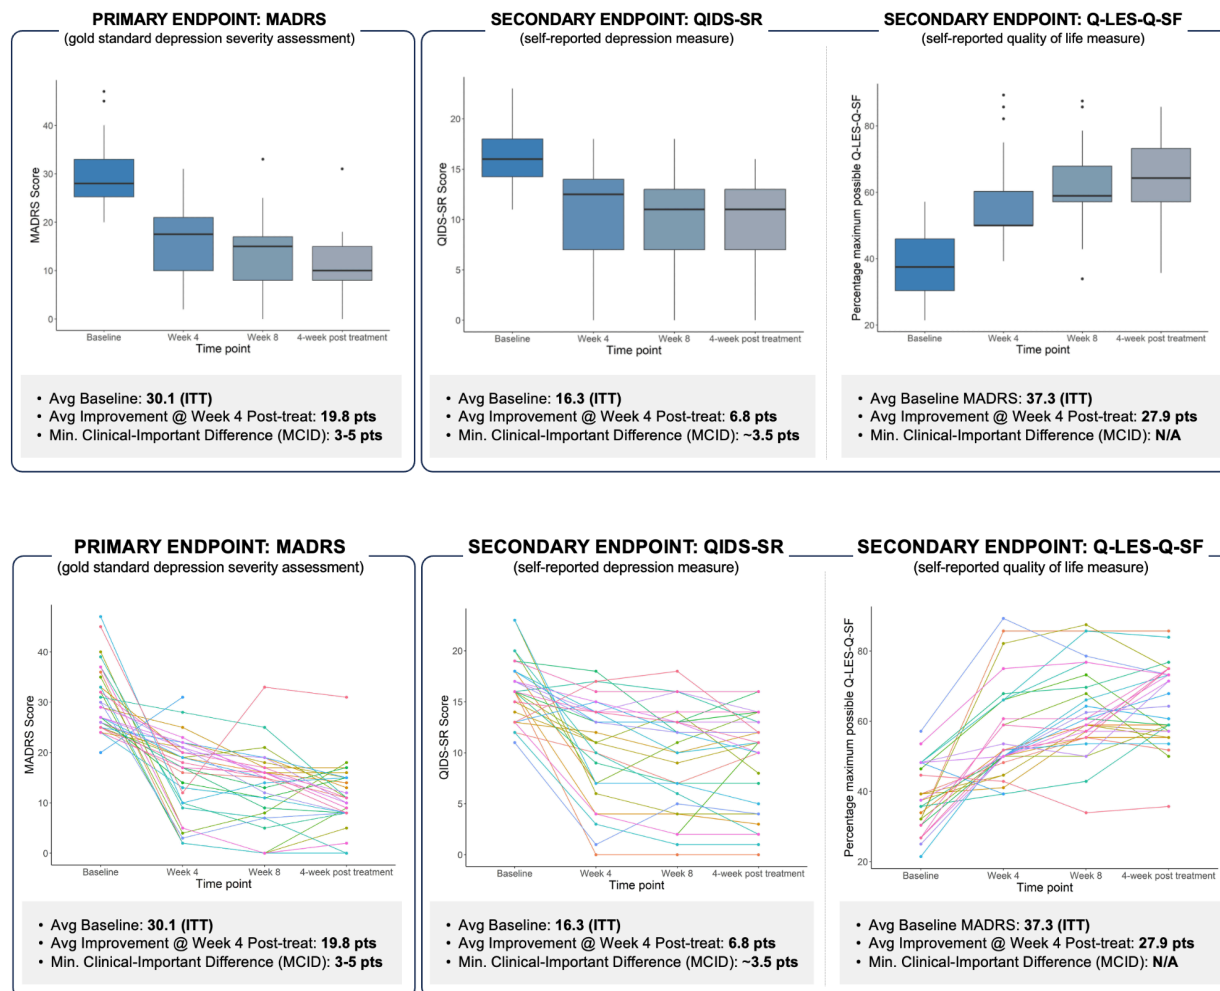 PRIMARY ENDPOINT: MADRS
(gold standard depression severity assessment)
MADRS Score
40
30
20
10
0
Baseline
Week 4
Week 8
4-week post treatment
Time point
• Avg Baseline: 30.1 (ITT)
• Avg Improvement @ Week 4 Post-treat: 19.8 pts
• Min. Clinical-Important Difference (MCID): 3-5 pts
SECONDARY ENDPOINT: QIDS-SR
(self-reported depression measure)
QIDS-SR Score
20
15
10
5
0
Baseline
Week 4
Week 8
4-week post treatment
Time point
• Avg Baseline: 16.3 (ITT)
• Avg Improvement @ Week 4 Post-treat: 6.8 pts
• Min. Clinical-Important Difference (MCID): ~3.5 pts
SECONDARY ENDPOINT: Q-LES-Q-SF
(self-reported quality of life measure)
Percentage maximum possible Q-LES-Q-SF
80
60
40
20
Baseline
Week 4
Week 8
4-week post treatment
Time point
• Avg Baseline MADRS: 37.3 (ITT)
• Avg Improvement @ Week 4 Post-treat: 27.9 pts
• Min. Clinical-Important Difference (MCID): N/A
PRIMARY ENDPOINT: MADRS
(gold standard depression severity assessment)
MADRS Score
40
30
20
10
0
Baseline
Week 4
Week 8
4-week post treatment
Time point
• Avg Baseline: 30.1 (ITT)
• Avg Improvement @ Week 4 Post-treat: 19.8 pts
• Min. Clinical-Important Difference (MCID): 3-5 pts
SECONDARY ENDPOINT: QIDS-SR
(self-reported depression measure)
QIDS-SR Score
20
15
10
5
0
Baseline
Week 4
Week 8
4-week post treatment
Time point
• Avg Baseline: 16.3 (ITT)
• Avg Improvement @ Week 4 Post-treat: 6.8 pts
• Min. Clinical-Important Difference (MCID): ~3.5 pts
SECONDARY ENDPOINT: Q-LES-Q-SF
(self-reported quality of life measure)
Percentage maximum possible Q-LES-Q-SF
80
60
40
20
Baseline
Week 4
Week 8
4-week post treatment
Time point
• Avg Baseline MADRS: 37.3 (ITT)
• Avg Improvement @ Week 4 Post-treat: 27.9 pts
• Min. Clinical-Important Difference (MCID): N/A